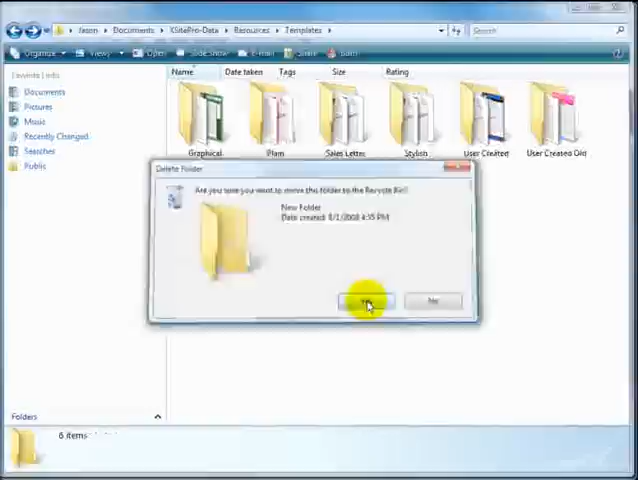 Jason ▸ Documents ▸ XSitePro-Data ▸ Resources ▸ Templates ▸
Search
Organize Views Open Slide Show E-mail Share Burn
Favorite Links
Name Date taken Tags Size Rating
Documents
Pictures
Music
Recently Changed
Searches
Public
Graphical Sales Letter Stylish User Created User Created Old
Delete Folder
Are you sure you want to move this folder to the Recycle Bin?
New Folder
Date created: 8/1/2008 4:35 PM
No
Folders
6 items